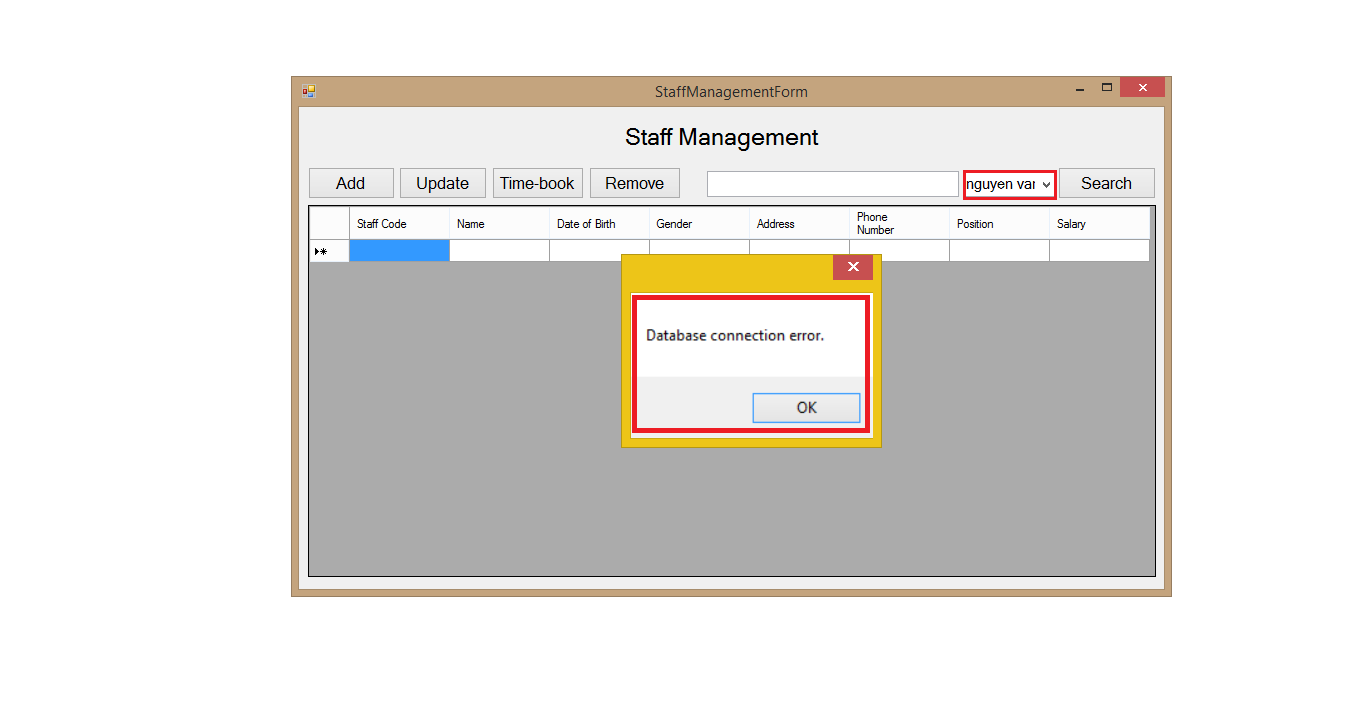 StaffManagementForm
Staff Management
Add Update Time-book Remove nguyen var Search
Staff Code Name Date of Birth Gender Address Phone Number Position Salary
Database connection error.
OK